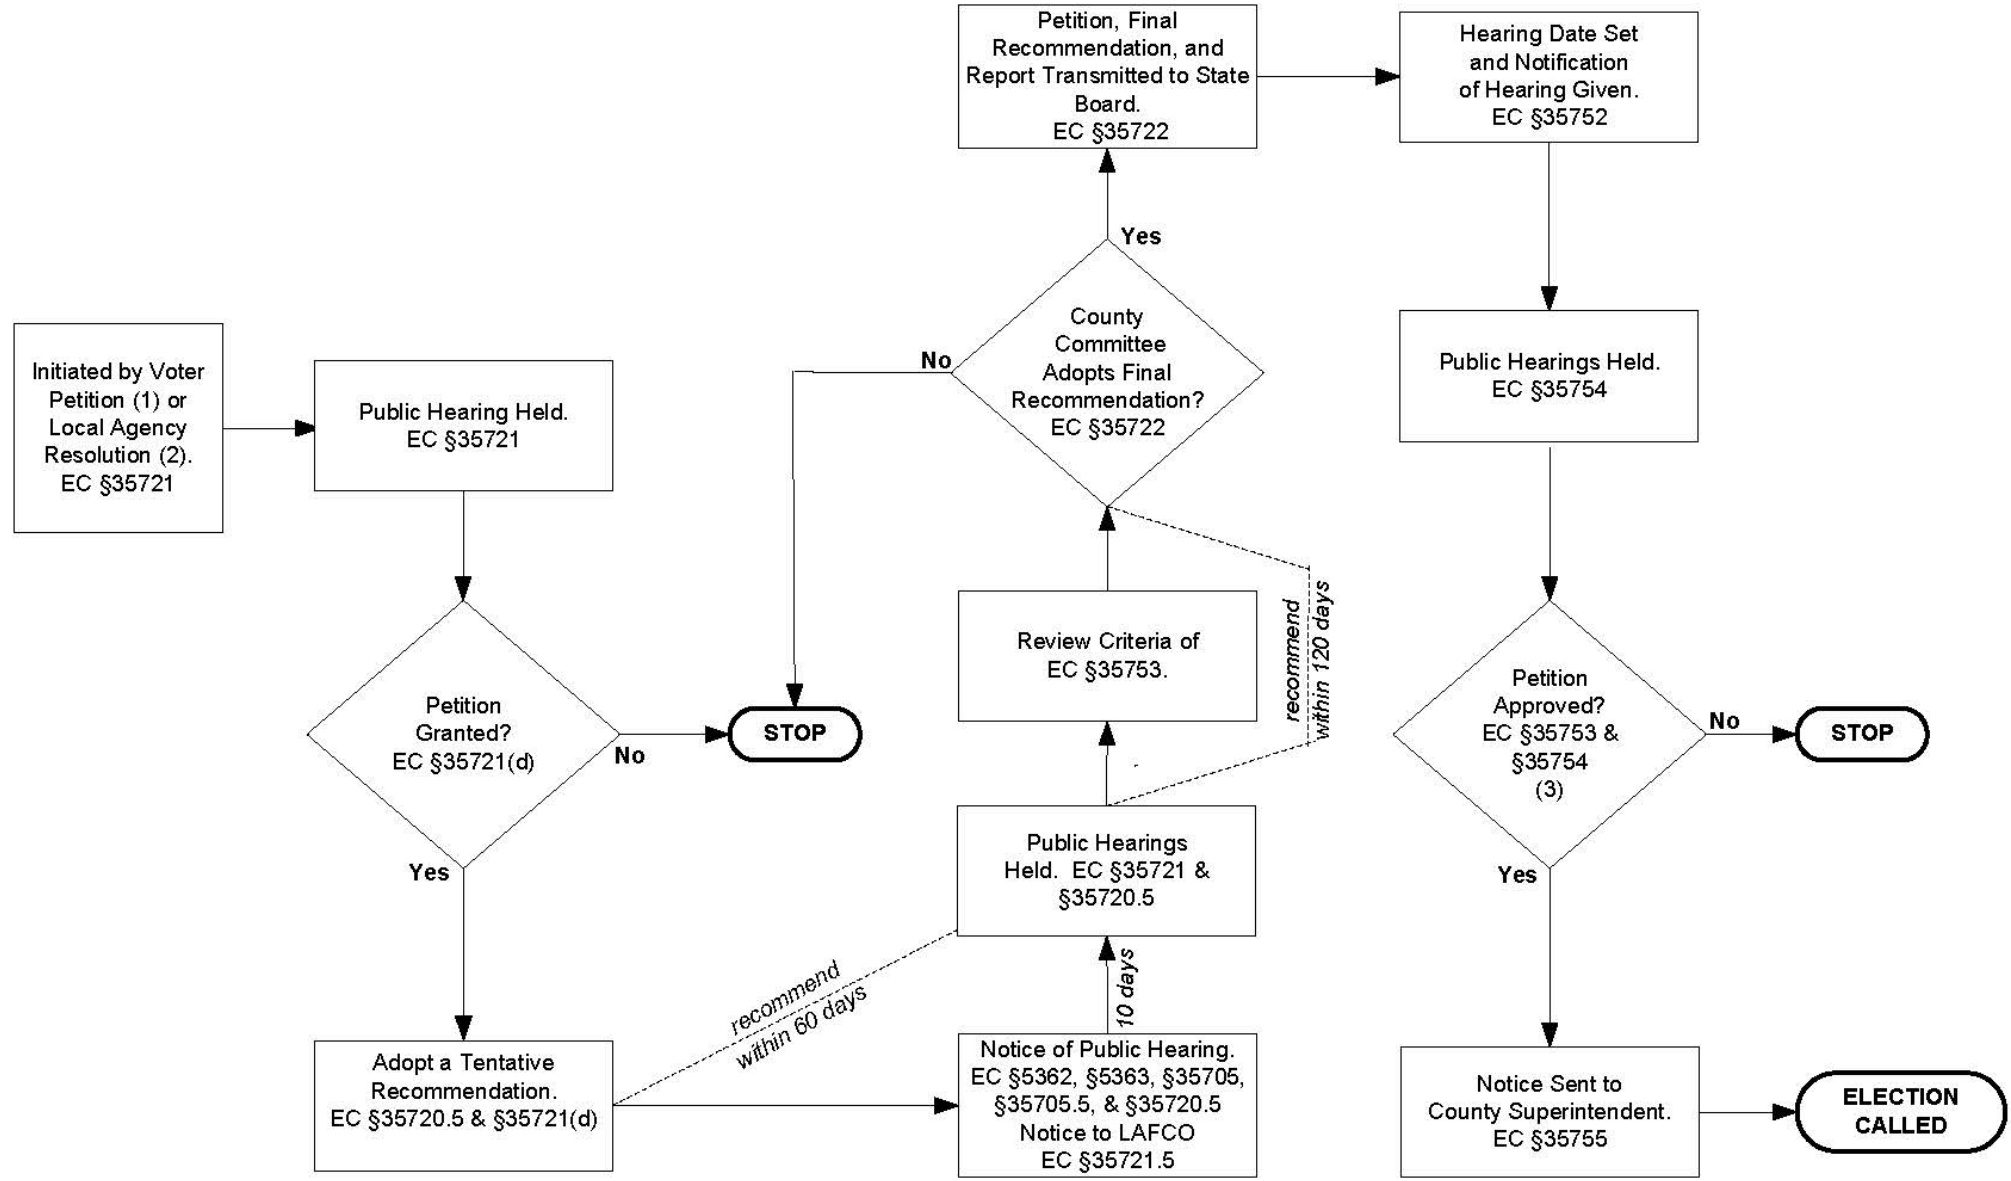 Initiated by Voter
Petition (1) or
Local Agency
Resolution (2).
EC §35721
Public Hearing Held.
EC §35721
Petition
Granted?
EC §35721(d)
No
STOP
Yes
Adopt a Tentative
Recommendation.
EC §35720.5 & §35721(d)
recommend
within 60 days
Notice of Public Hearing.
EC §5362, §5363, §35705,
§35705.5, & §35720.5
Notice to LAFCO
EC §35721.5
10 days
Public Hearings
Held.  EC §35721 &
§35720.5
Review Criteria of
EC §35753.
recommend
within 120 days
County
Committee
Adopts Final
Recommendation?
EC §35722
No
Yes
Petition, Final
Recommendation, and
Report Transmitted to State
Board.
EC §35722
Hearing Date Set
and Notification
of Hearing Given.
EC §35752
Public Hearings Held.
EC §35754
Petition
Approved?
EC §35753 &
§35754
(3)
No
STOP
Yes
Notice Sent to
County Superintendent.
EC §35755
ELECTION
CALLED